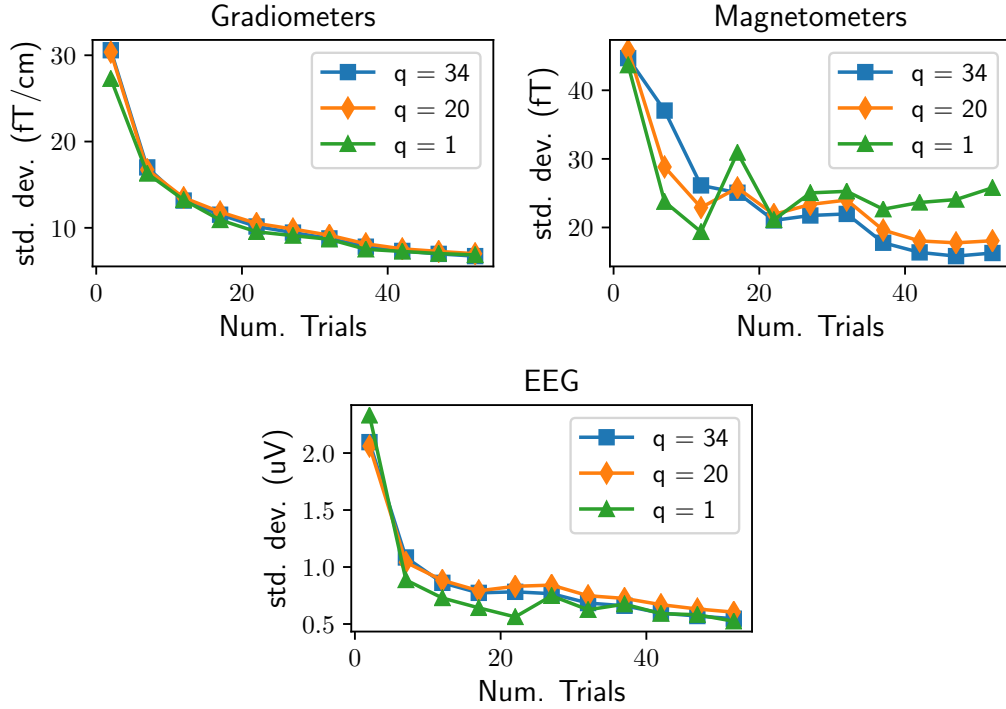 Gradiometers
std. dev. (fT/cm)
30
20
10
q = 34
q = 20
q = 1
0
20
40
Num. Trials
Magnetometers
std. dev. (fT)
40
30
20
q = 34
q = 20
q = 1
0
20
40
Num. Trials
EEG
std. dev. (uV)
2.0
1.5
1.0
0.5
q = 34
q = 20
q = 1
0
20
40
Num. Trials